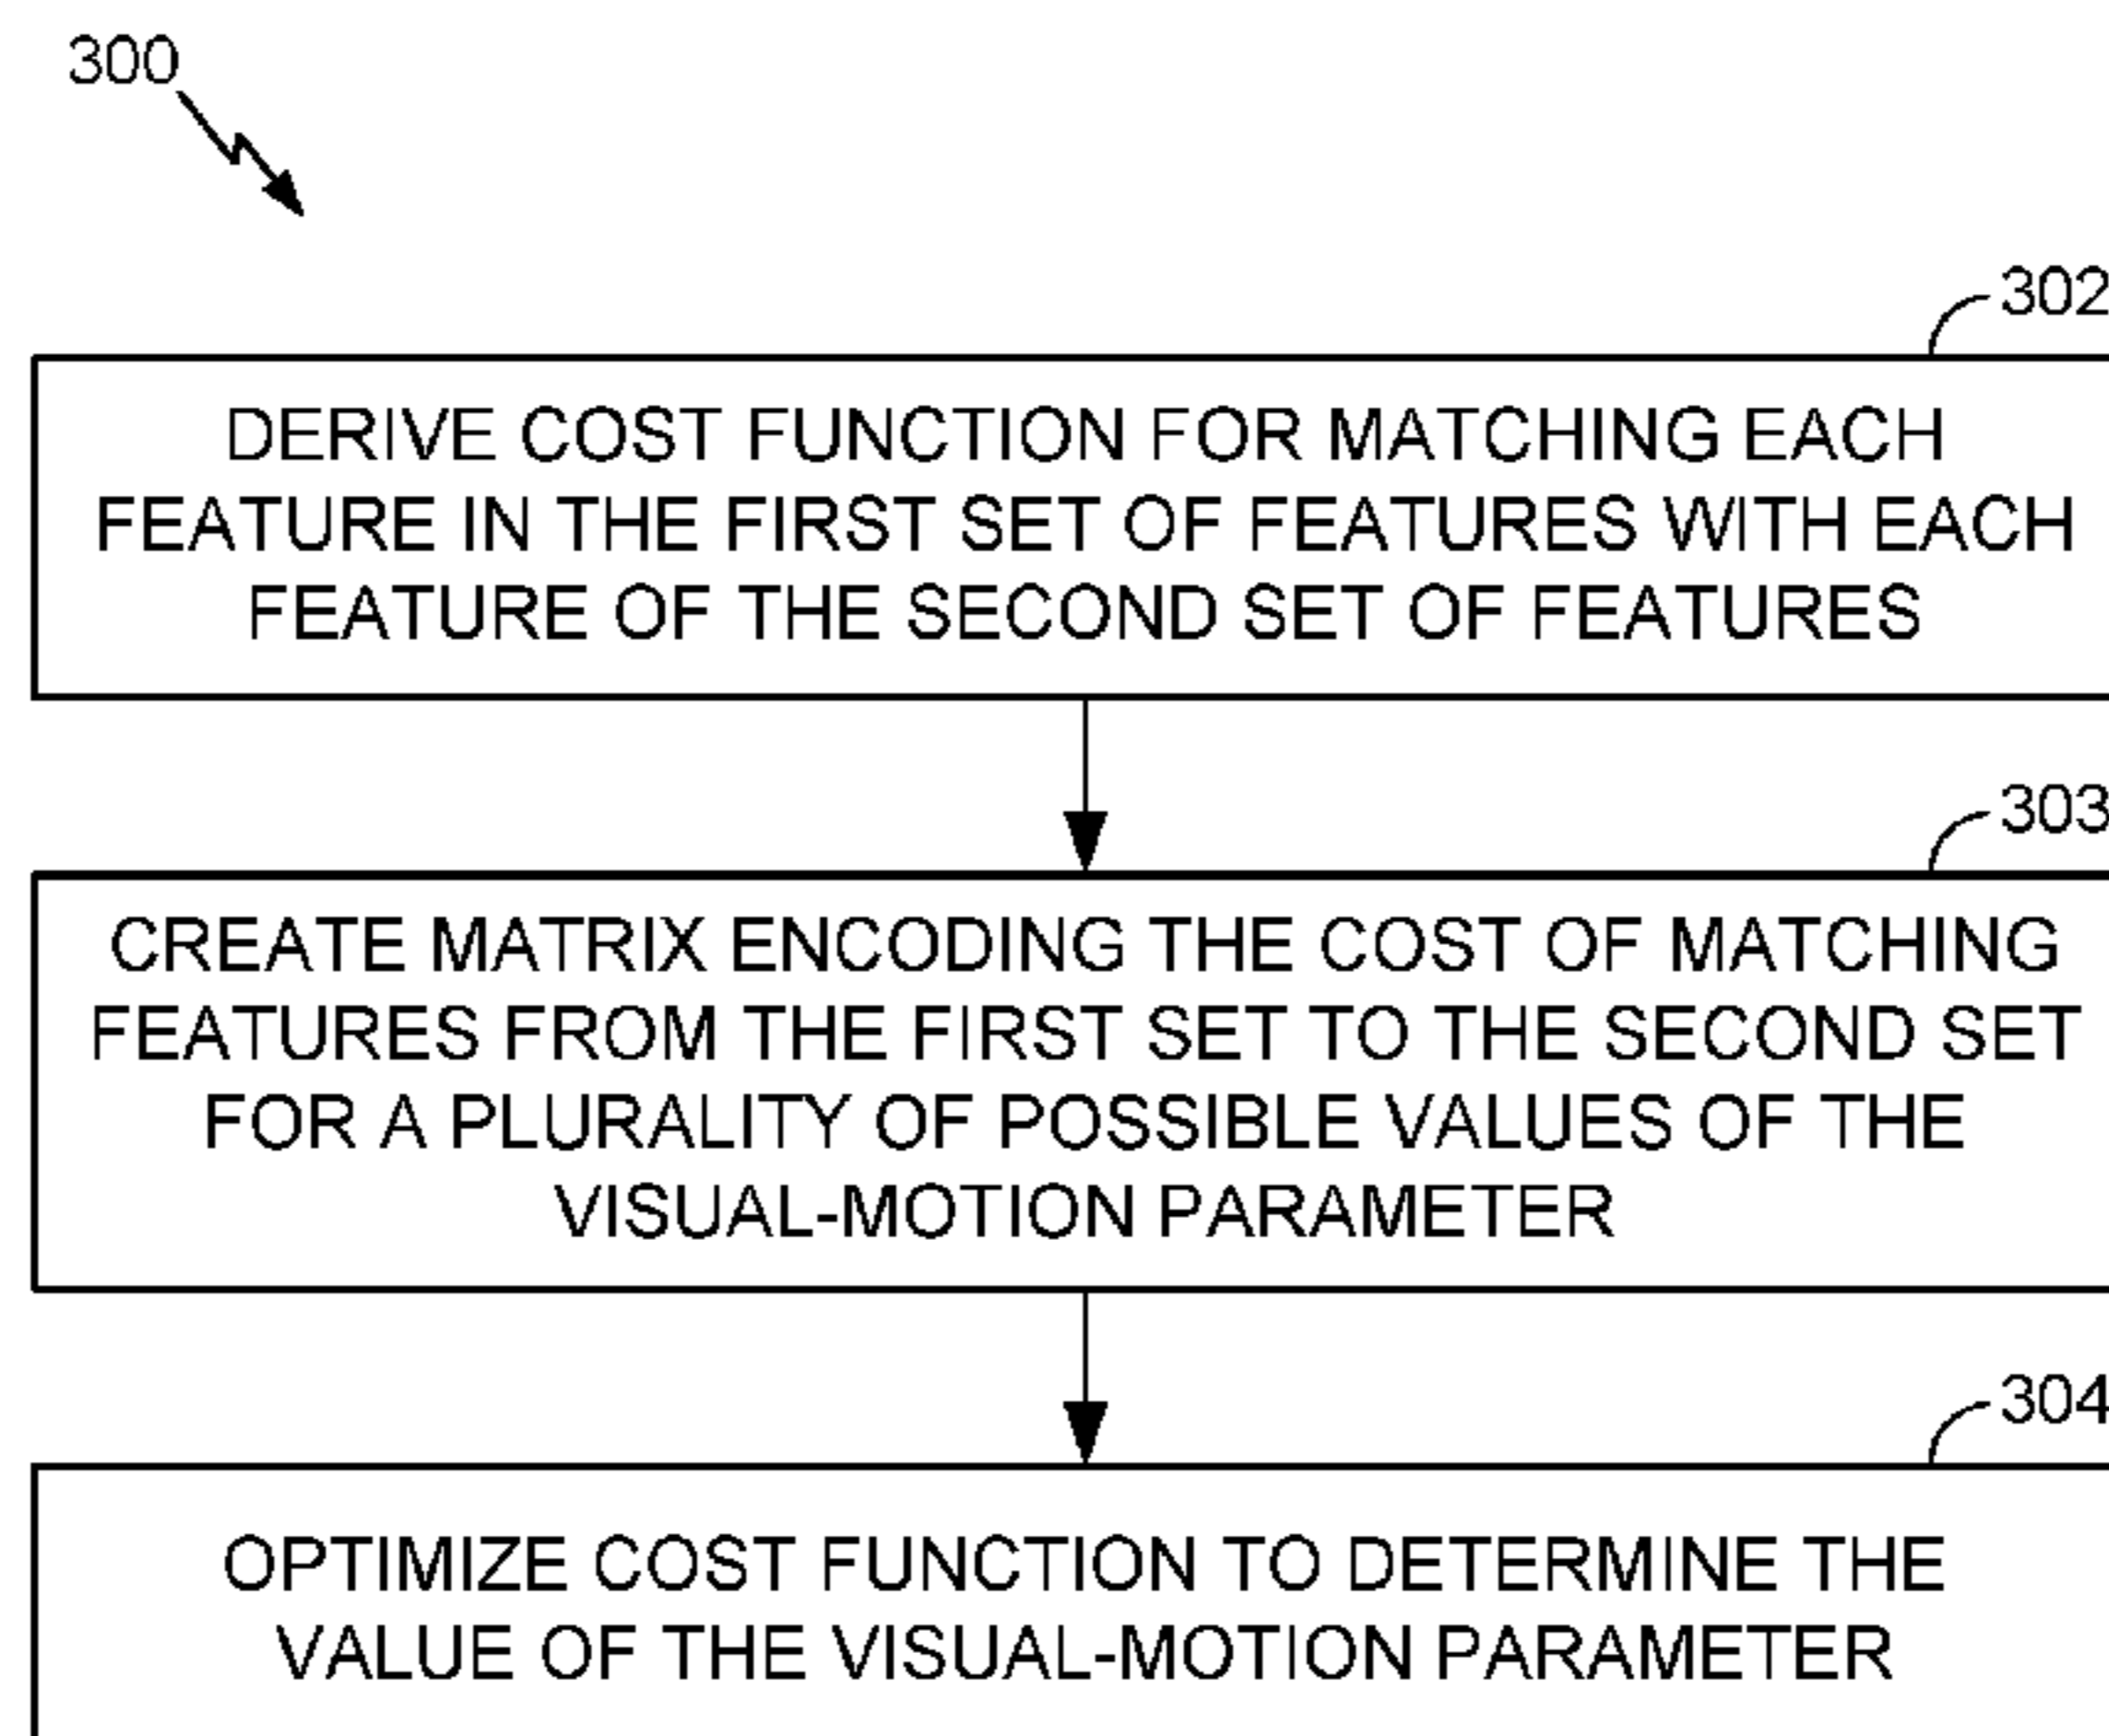 300
302
DERIVE COST FUNCTION FOR MATCHING EACH
FEATURE IN THE FIRST SET OF FEATURES WITH EACH
FEATURE OF THE SECOND SET OF FEATURES
303
CREATE MATRIX ENCODING THE COST OF MATCHING
FEATURES FROM THE FIRST SET TO THE SECOND SET
FOR A PLURALITY OF POSSIBLE VALUES OF THE
VISUAL-MOTION PARAMETER
304
OPTIMIZE COST FUNCTION TO DETERMINE THE
VALUE OF THE VISUAL-MOTION PARAMETER